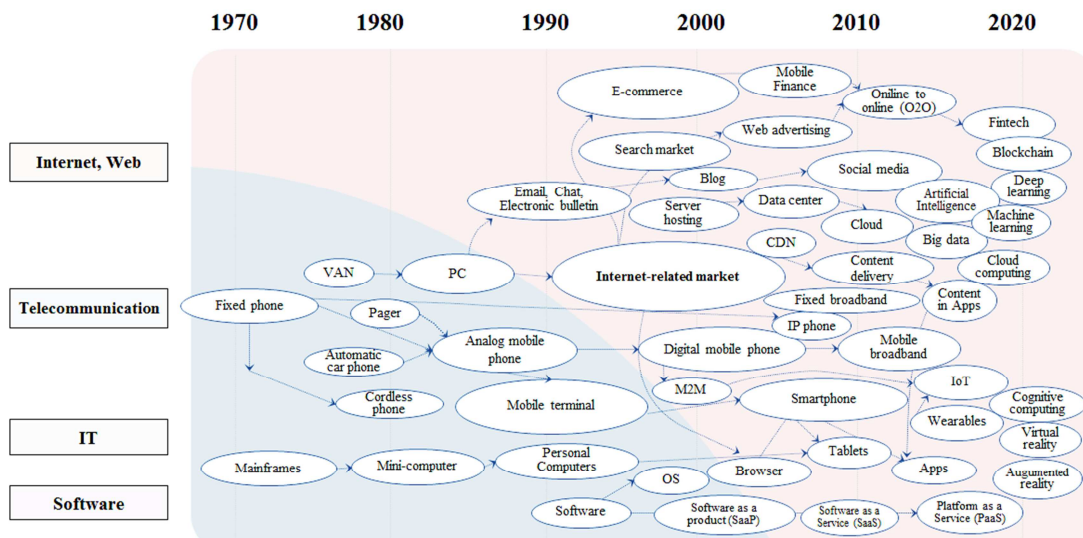 1970 1980 1990 2000 2010 2020
Internet, Web
Telecommunication
IT
Software
E-commerce
Mobile
Finance
Oniline to
online (O2O)
Fintech
Web advertising
Search market
Blockchain
Blog
Social media
Deep
learning
Email, Chat,
Electronic bulletin
Artificial
Intelligence
Server
hosting
Data center
Cloud
Machine
learning
Big data
CDN
VAN
PC
Internet-related market
Content
delivery
Cloud
computing
Fixed phone
Pager
Fixed broadband
Content
in Apps
IP phone
Automatic
car phone
Analog mobile
phone
Digital mobile phone
Mobile
broadband
M2M
IoT
Cordless
phone
Mobile terminal
Smartphone
Cognitive
computing
Wearables
Virtual
reality
Mainframes
Mini-computer
Personal
Computers
Tablets
Browser
Apps
OS
Augmented
reality
Software
Software as a
product (SaaP)
Software as a
Service (SaaS)
Platform as a
Service (PaaS)